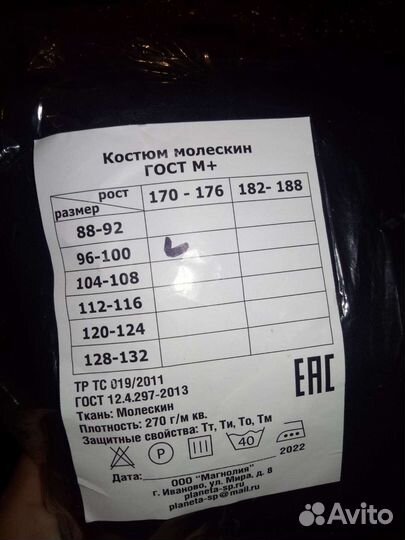 Костюм молескин
ГОСТ М+
рост 170 - 176 182- 188
размер
88-92
96-100
104-108
112-116
120-124
128-132
ТР ТС 019/2011
ГОСТ 12.4.297-2013
Ткань: Молескин
Плотность: 270 г/м кв.
Защитные свойства: Тт, Ти, То, Тм
EAC
P 40
Дата: 2022
ООО "Магнолия"
г. Иваново, ул. Мира, д. 8
planeta-sp.ru
planeta-sp@mail.ru
Avito